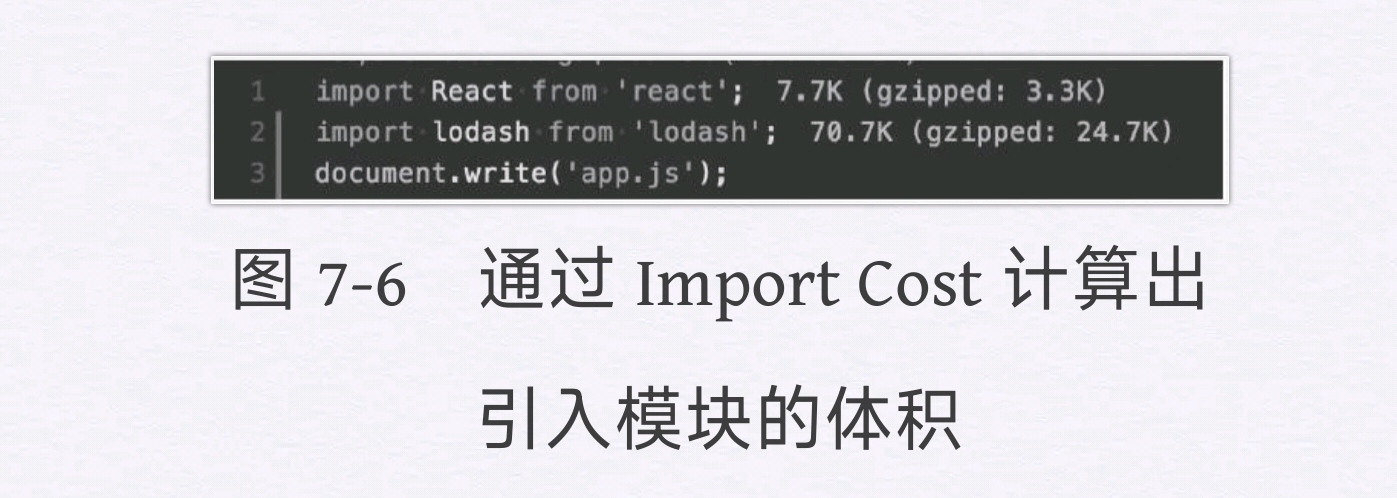 1 import React from 'react'; 7.7K (gzipped: 3.3K)
2 import lodash from 'lodash'; 70.7K (gzipped: 24.7K)
3 document.write('app.js');
图 7-6 通过 Import Cost 计算出
引入模块的体积